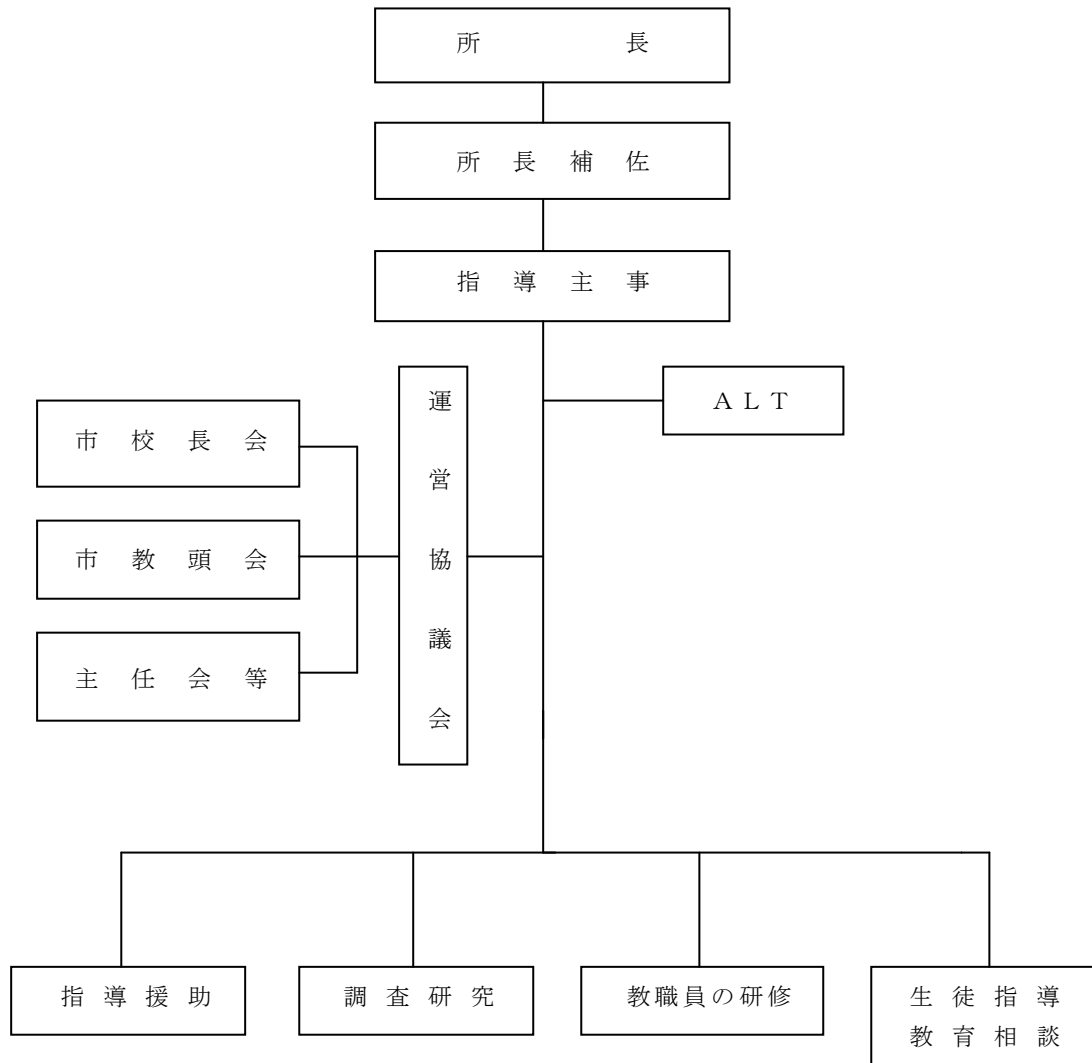 所長
所長補佐
指導主事
運営協議会
ALT
市校長会
市教頭会
主任会等
指導援助
調査研究
教職員の研修
生徒指導
教育相談